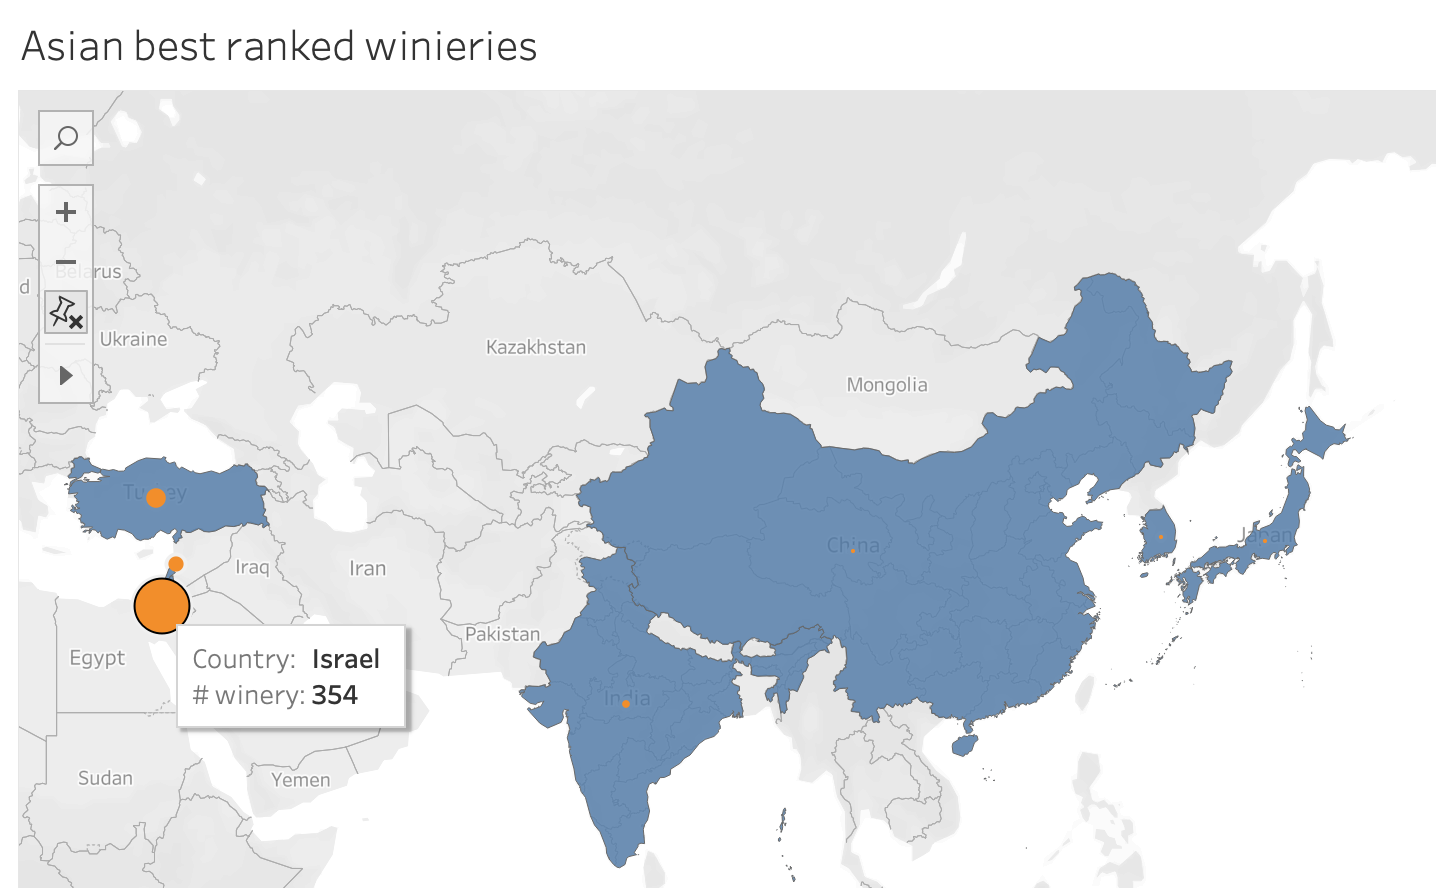 Asian best ranked winieries
Belarus
d
Ukraine
Kazakhstan
Mongolia
Turkey
China
Japan
Iraq
Iran
Pakistan
Egypt
Country: Israel
# winery: 354
India
Sudan
Yemen